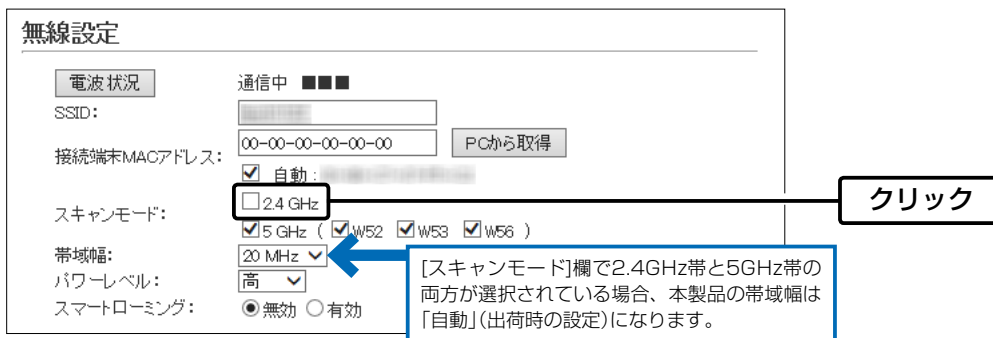 無線設定
電波状況 通信中 ■■■
SSID:
接続端末MACアドレス: 00-00-00-00-00-00 PCから取得
自動:
スキャンモード: 2.4 GHz
5 GHz ( W52 W53 W56 )
クリック
帯域幅: 20 MHz
パワーレベル: 高
スマートローミング: 無効 有効
[スキャンモード]欄で2.4GHz帯と5GHz帯の
両方が選択されている場合、本製品の帯域幅は
「自動」(出荷時の設定)になります。